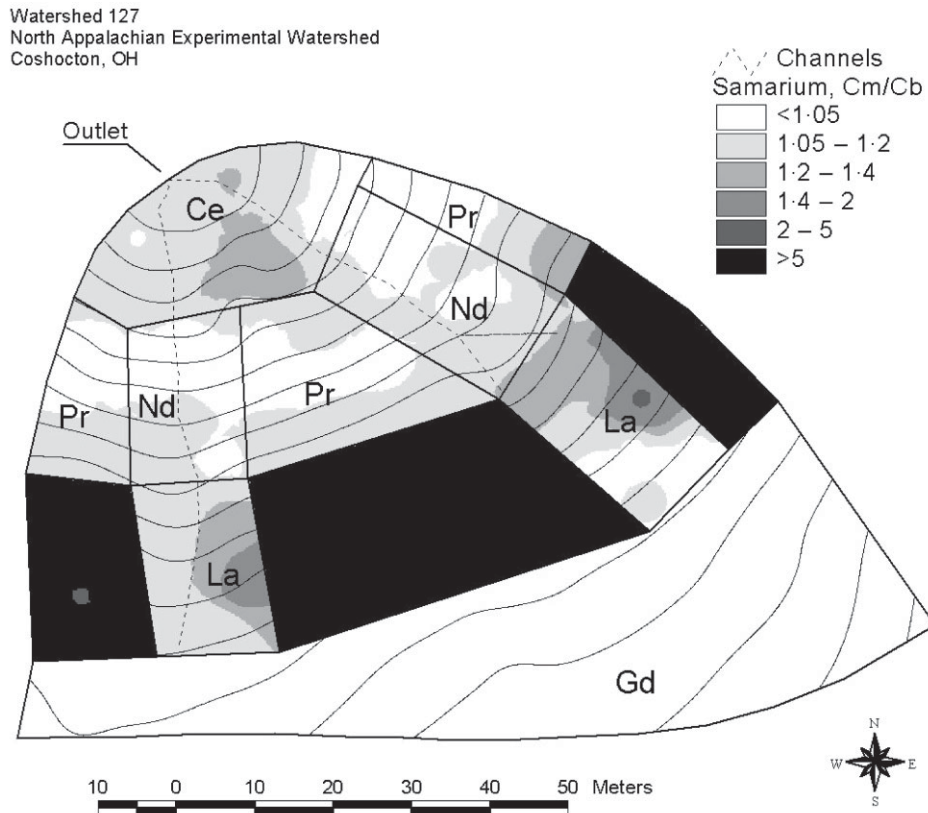 Watershed 127
North Appalachian Experimental Watershed
Coshocton, OH
Channels
Samarium, Cm/Cb
<1·05
1·05 – 1·2
1·2 – 1·4
1·4 – 2
2 – 5
>5
Outlet
Ce
Pr
Nd
Pr
Nd
Pr
La
La
Gd
N
W E
S
10 0 10 20 30 40 50 Meters